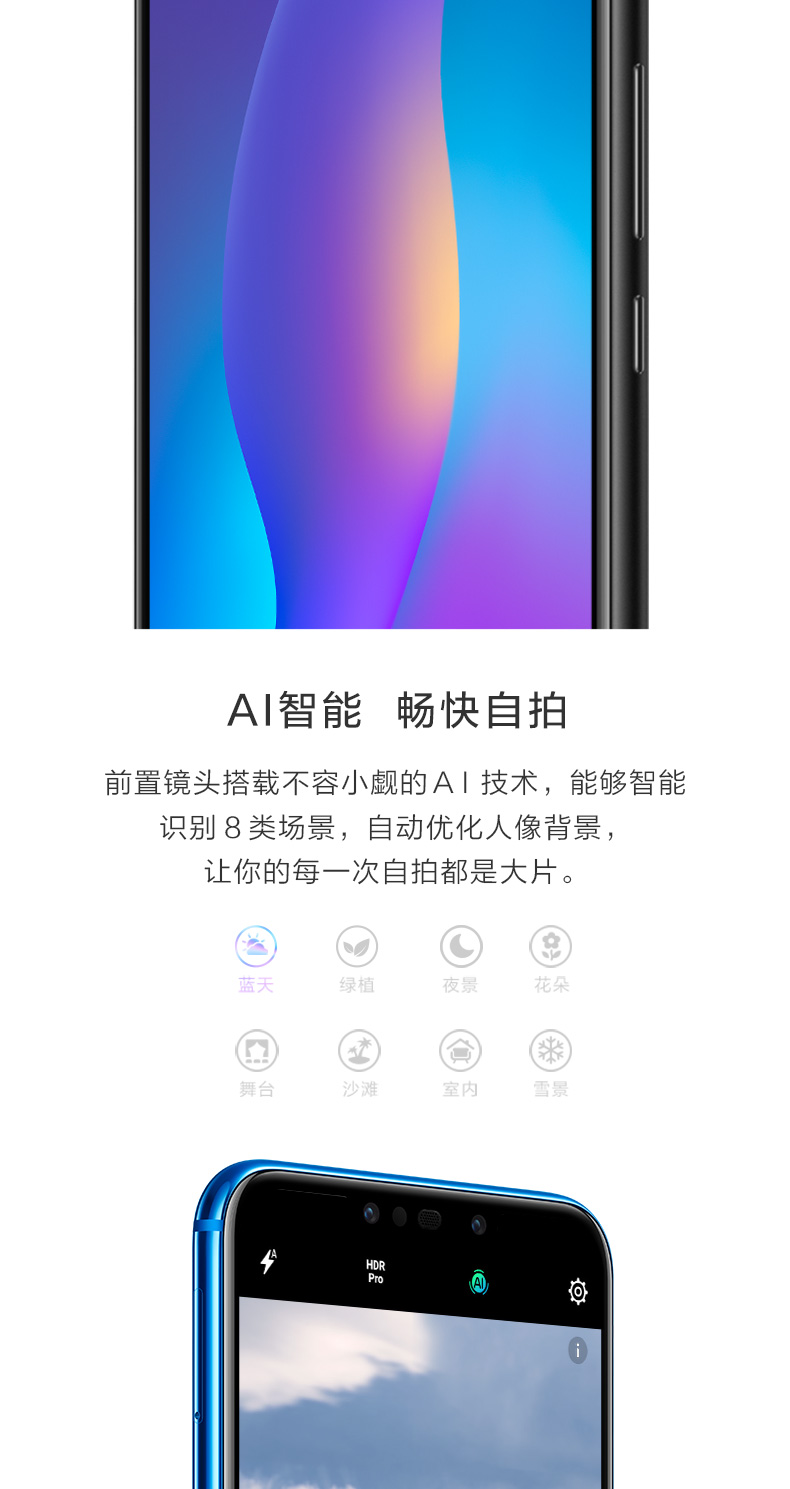 AI智能 畅快自拍
前置镜头搭载不容小觑的AI技术，能够智能
识别8类场景，自动优化人像背景，
让你的每一次自拍都是大片。
蓝天 绿植 夜景 花朵
舞台 沙滩 室内 雪景
A
HDR
Pro
AI
i